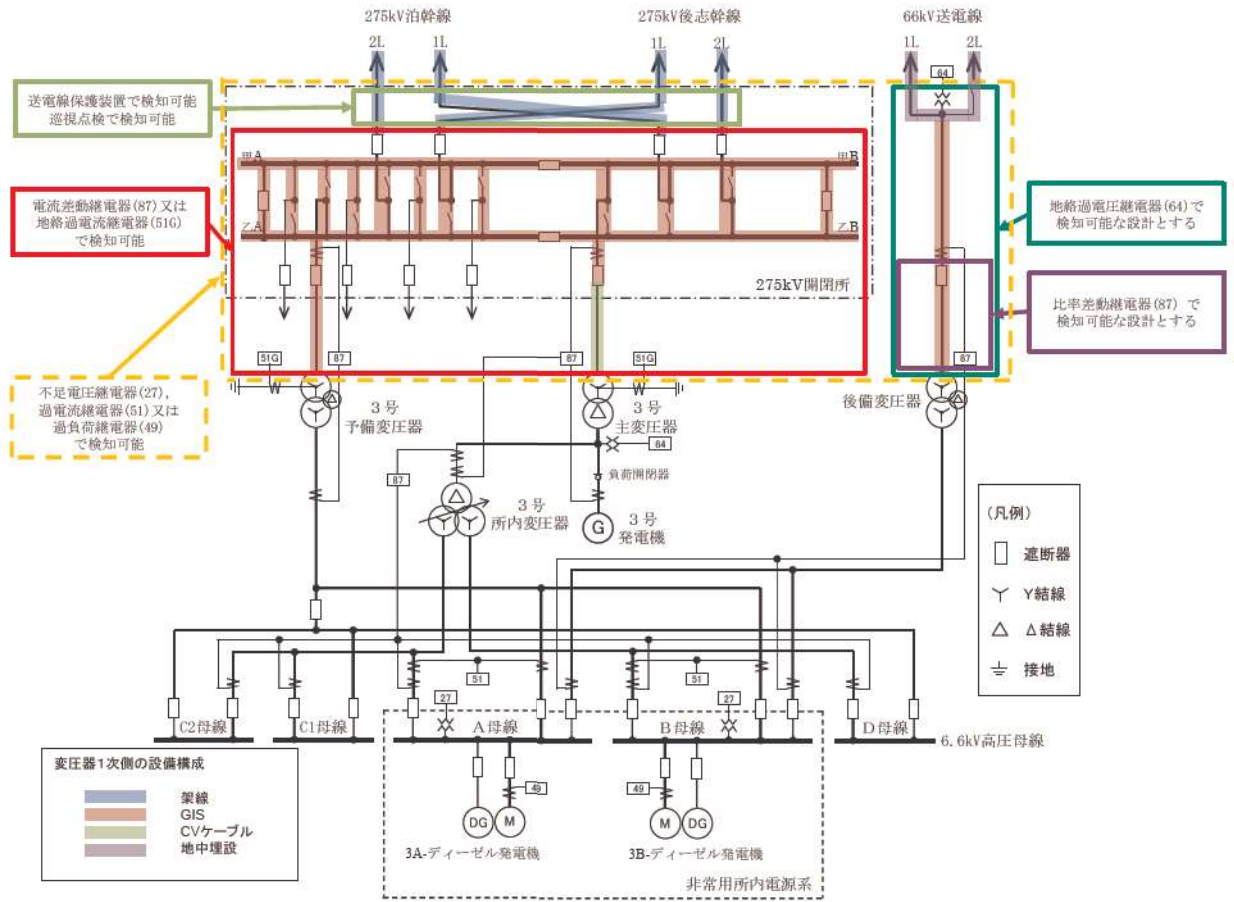 275kV泊幹線
275kV後志幹線
66kV送電線
2L
1L
1L
2L
1L
2L
64
送電線保護装置で検知可能
巡視点検で検知可能
甲A
甲B
電流差動継電器(87)又は
地絡過電流継電器(51G)
で検知可能
地絡過電圧継電器(64)で
検知可能な設計とする
乙A
乙B
275kV開閉所
比率差動継電器(87) で
検知可能な設計とする
51G
87
87
51G
87
不足電圧継電器(27),
過電流継電器(51)又は
過負荷継電器(49)
で検知可能
3号
予備変圧器
3号
主変圧器
後備変圧器
64
87
負荷開閉器
3号
所内変圧器
G
3号
発電機
(凡例)
遮断器
Y結線
Δ結線
接地
51
51
27
27
C2母線
C1母線
A母線
B母線
D母線
6.6kV高圧母線
変圧器1次側の設備構成
架線
GIS
CVケーブル
地中埋設
49
49
DG
M
M
DG
3A-ディーゼル発電機
3B-ディーゼル発電機
非常用所内電源系